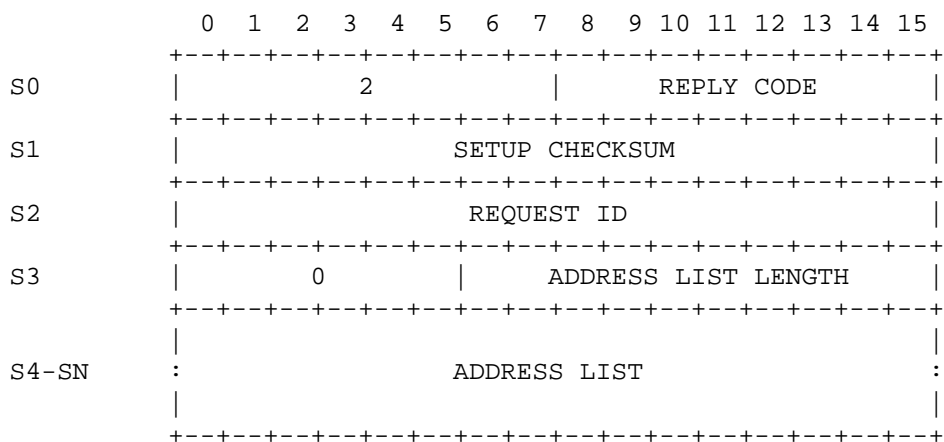 0 1 2 3 4 5 6 7 8 9 10 11 12 13 14 15
+--+--+--+--+--+--+--+--+--+--+--+--+--+--+--+--+
S0 | 2 | REPLY CODE |
+--+--+--+--+--+--+--+--+--+--+--+--+--+--+--+--+
S1 | SETUP CHECKSUM |
+--+--+--+--+--+--+--+--+--+--+--+--+--+--+--+--+
S2 | REQUEST ID |
+--+--+--+--+--+--+--+--+--+--+--+--+--+--+--+--+
S3 | 0 | ADDRESS LIST LENGTH |
+--+--+--+--+--+--+--+--+--+--+--+--+--+--+--+--+
| |
S4-SN : ADDRESS LIST :
| |
+--+--+--+--+--+--+--+--+--+--+--+--+--+--+--+--+